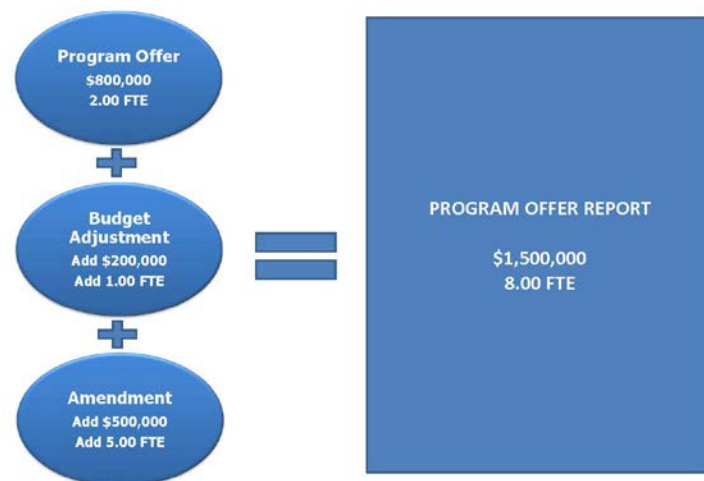 Program Offer
$800,000
2.00 FTE
Budget
Adjustment
Add $200,000
Add 1.00 FTE
Amendment
Add $500,000
Add 5.00 FTE
PROGRAM OFFER REPORT
$1,500,000
8.00 FTE